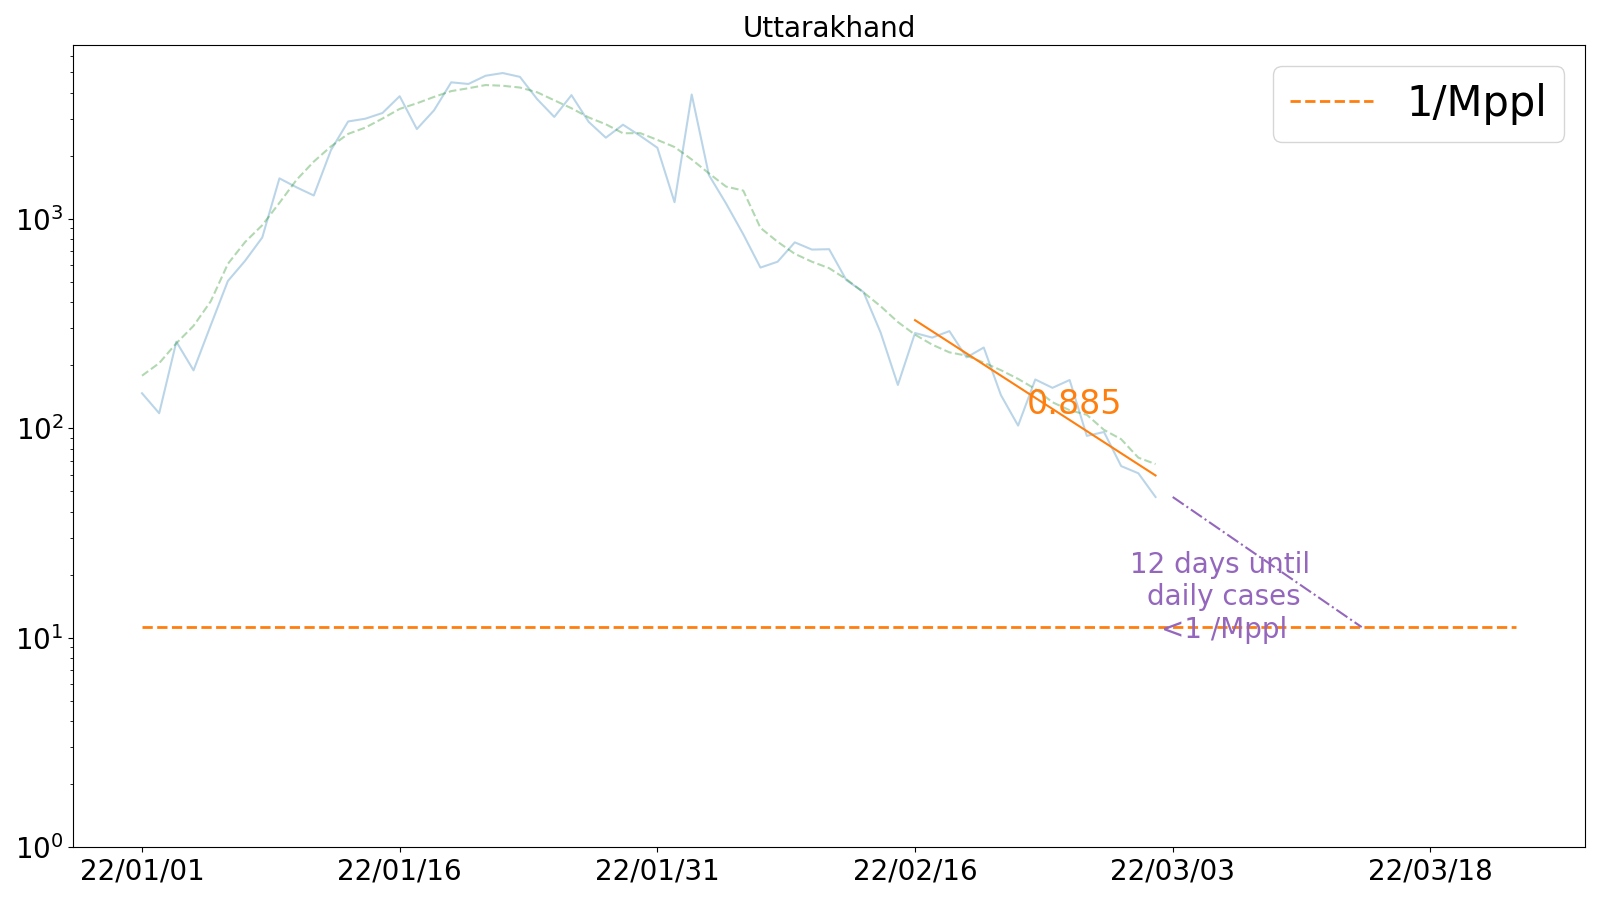 Uttarakhand
1/Mppl
10³
10²
10¹
10⁰
0.885
12 days until
daily cases
<1 /Mppl
22/01/01
22/01/16
22/01/31
22/02/16
22/03/03
22/03/18